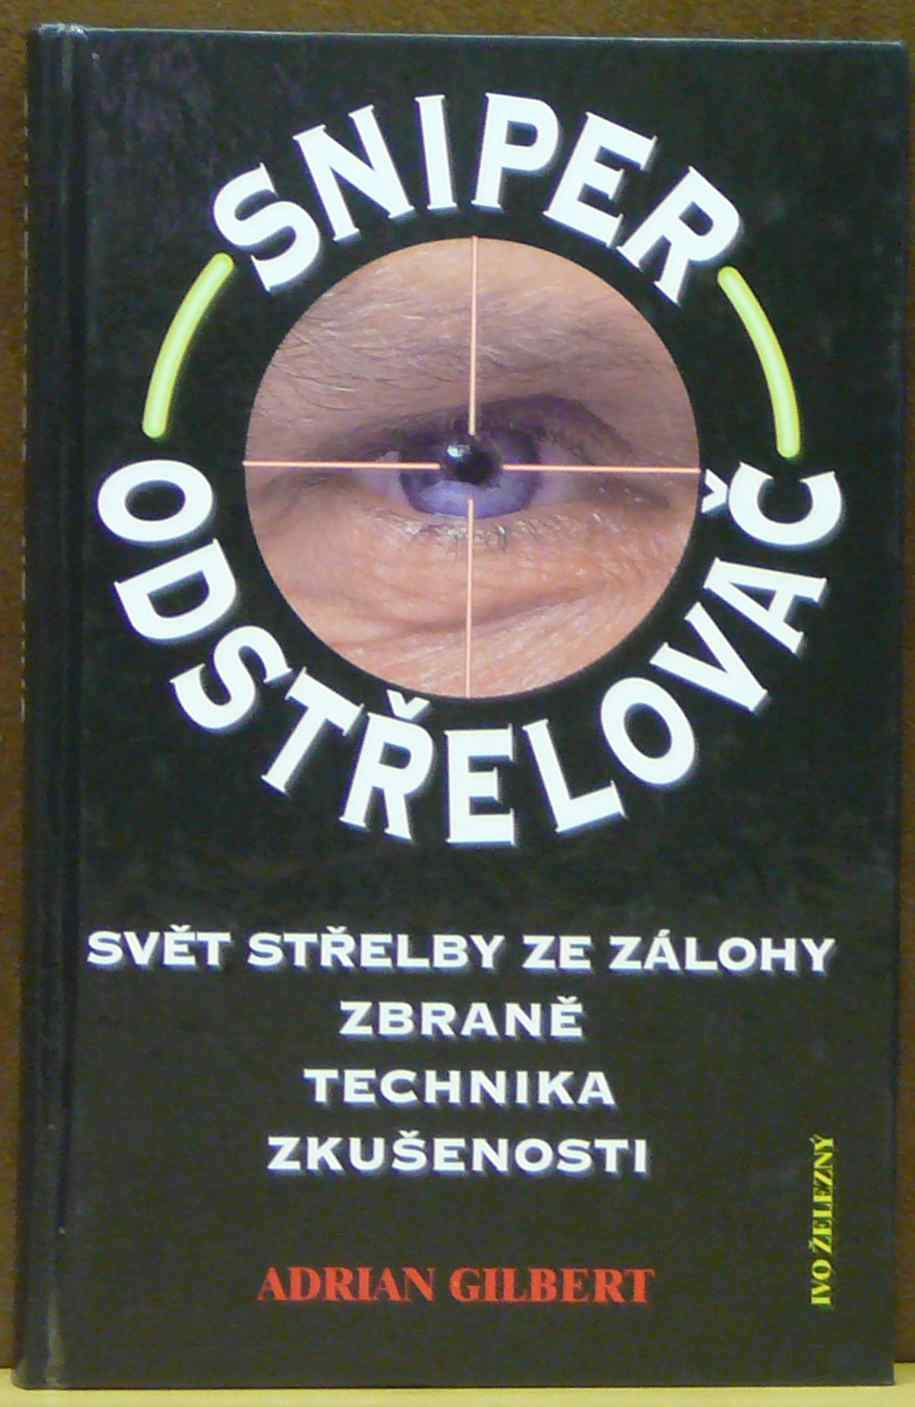 SNIPER
ODSTŘELOVAČ
SVĚT STŘELBY ZE ZÁLOHY
ZBRANĚ
TECHNIKA
ZKUŠENOSTI
IVO ŽELEZNÝ
ADRIAN GILBERT